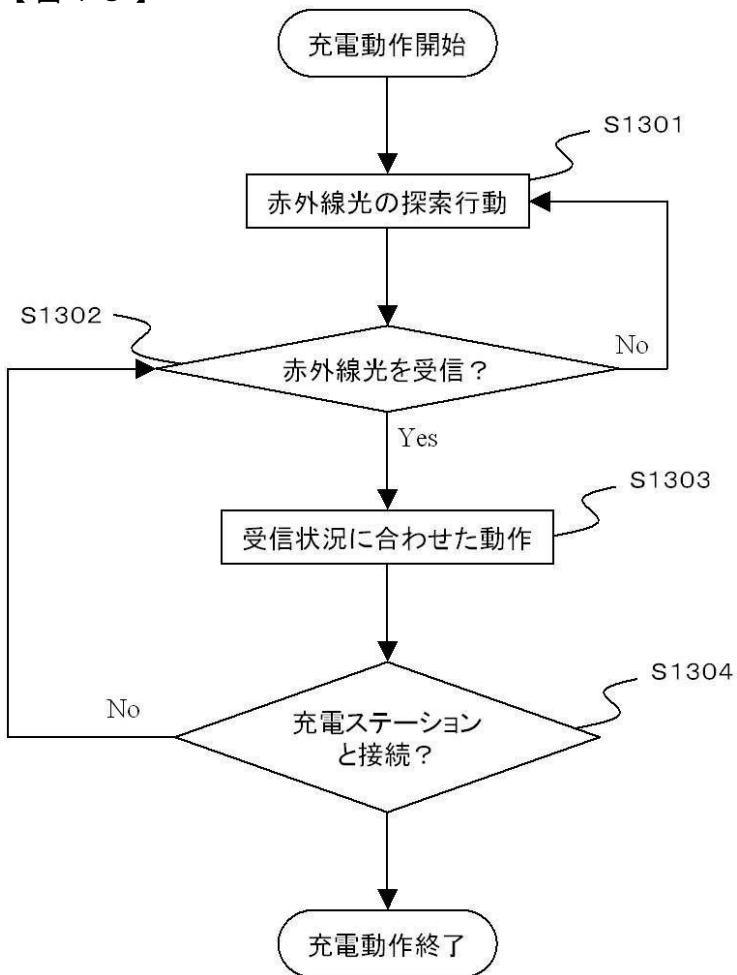 充電動作開始
S1301
赤外線光の探索行動
S1302
赤外線光を受信？
No
Yes
S1303
受信状況に合わせた動作
S1304
充電ステーション
と接続？
No
充電動作終了